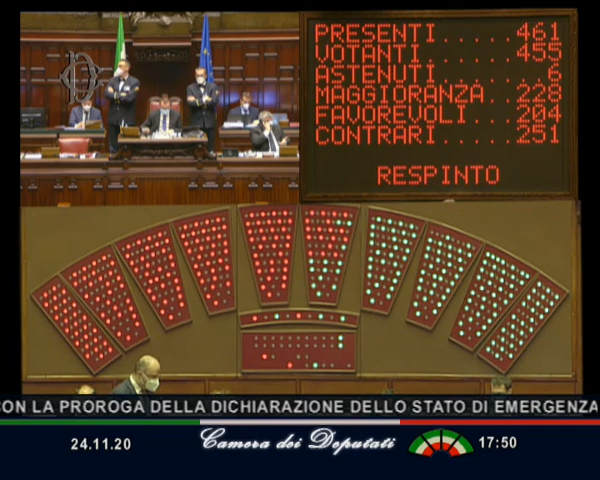 PRESENTI.....461
VOTANTI.....455
ASTENUTI......6
MAGGIORANZA..228
FAVOREVOLI...204
CONTRARI.....251
RESPINTO
CON LA PROROGA DELLA DICHIARAZIONE DELLO STATO DI EMERGENZA
24.11.20
Camera dei Deputati
17:50